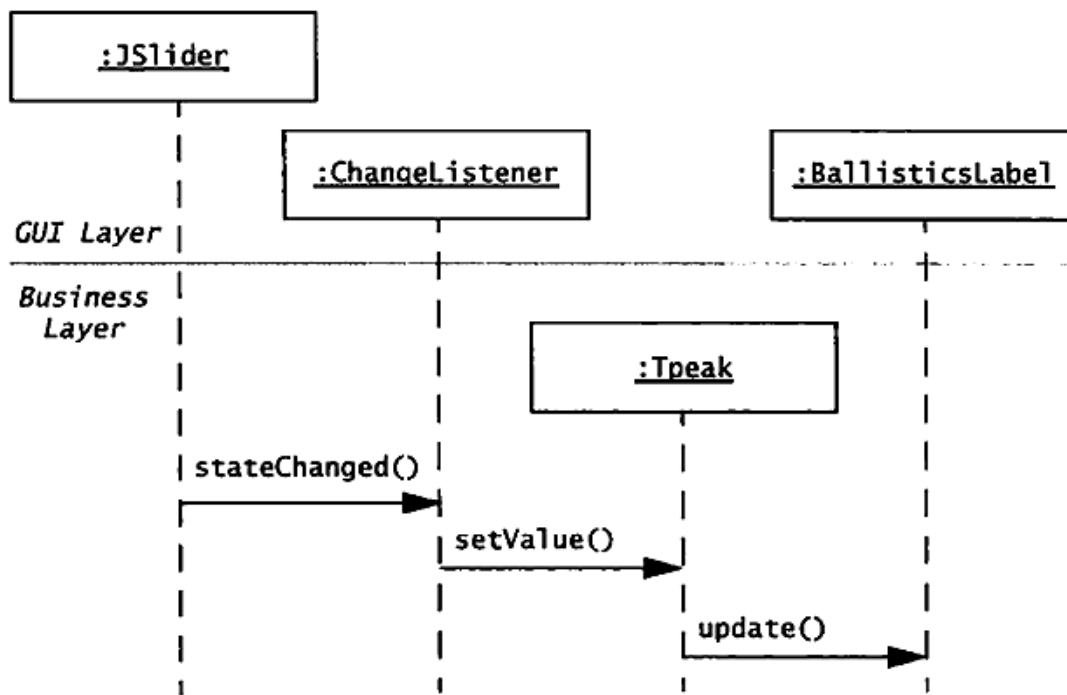 :JSlider
:ChangeListener
:BallisticsLabel
GUI Layer
Business
Layer
:Tpeak
stateChanged()
setValue()
update()